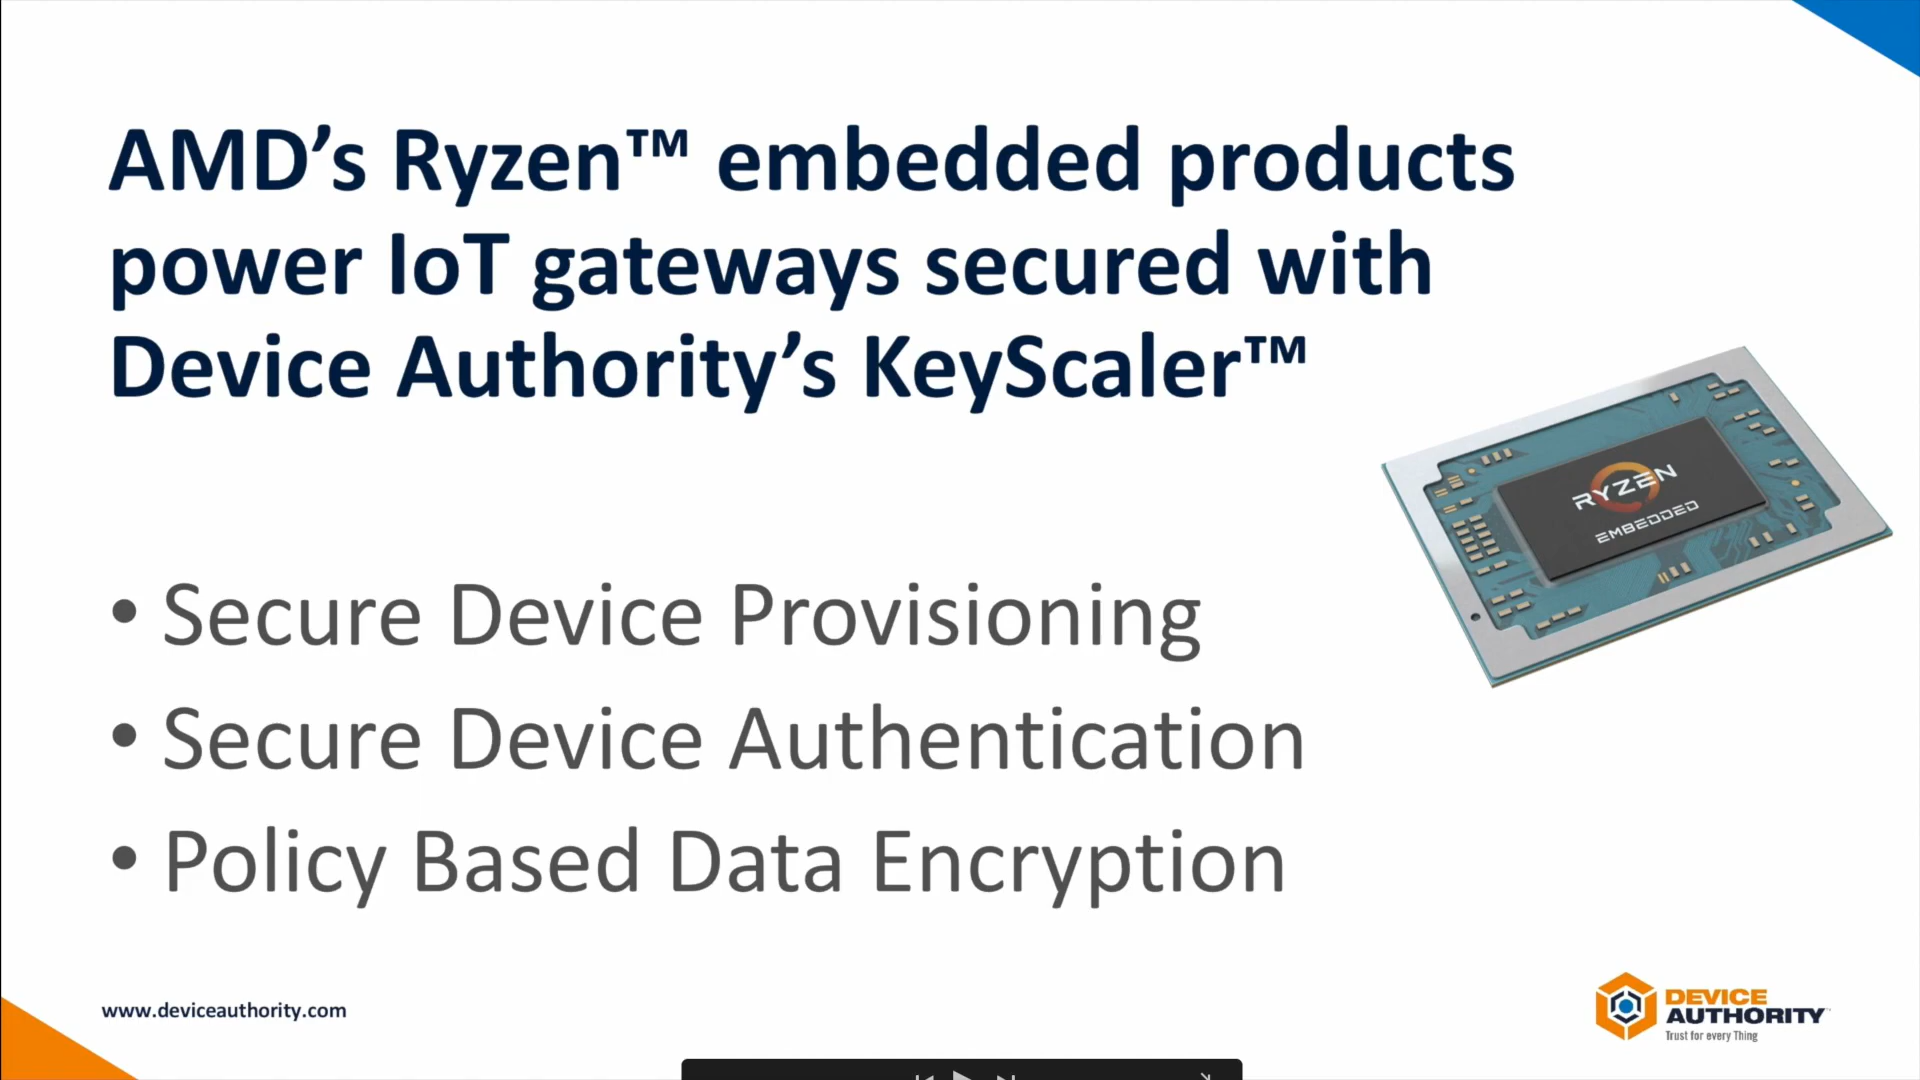 AMD’s Ryzen™ embedded products
power IoT gateways secured with
Device Authority’s KeyScaler™
RYZEN
EMBEDDED
• Secure Device Provisioning
• Secure Device Authentication
• Policy Based Data Encryption
www.deviceauthority.com
DEVICE
AUTHORITY™
Trust for every Thing